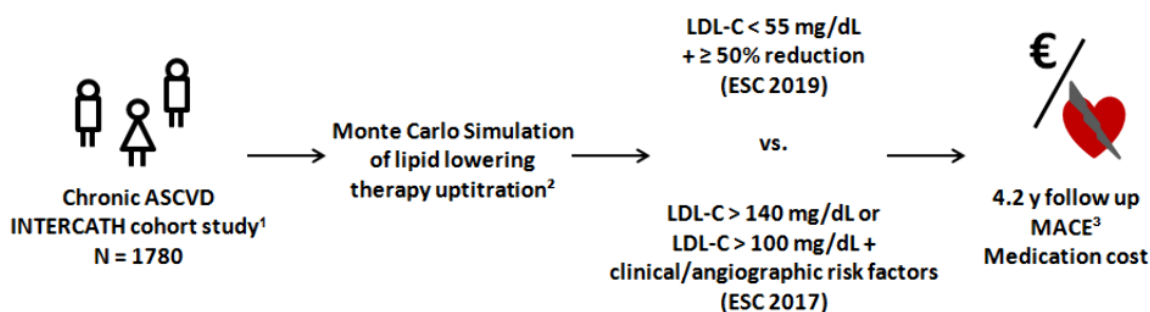 Chronic ASCVD
INTERCATH cohort study¹
N = 1780
Monte Carlo Simulation
of lipid lowering
therapy uptitration²
LDL-C < 55 mg/dL
+ ≥ 50% reduction
(ESC 2019)
vs.
LDL-C > 140 mg/dL or
LDL-C > 100 mg/dL +
clinical/angiographic risk factors
(ESC 2017)
€
4.2 y follow up
MACE³
Medication cost